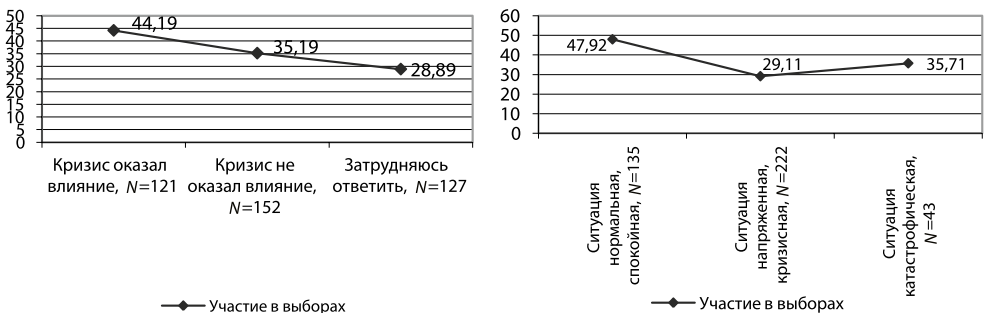 50
45
40
35
30
25
20
15
10
5
0
44,19
35,19
28,89
Кризис оказал
влияние, N=121
Кризис не
оказал влияние,
N=152
Затрудняюсь
ответить, N=127
Участие в выборах
60
50
40
30
20
10
0
47,92
29,11
35,71
Ситуация
нормальная,
спокойная, N=135
Ситуация
напряженная,
кризисная, N=222
Ситуация
катастрофическая,
N=43
Участие в выборах